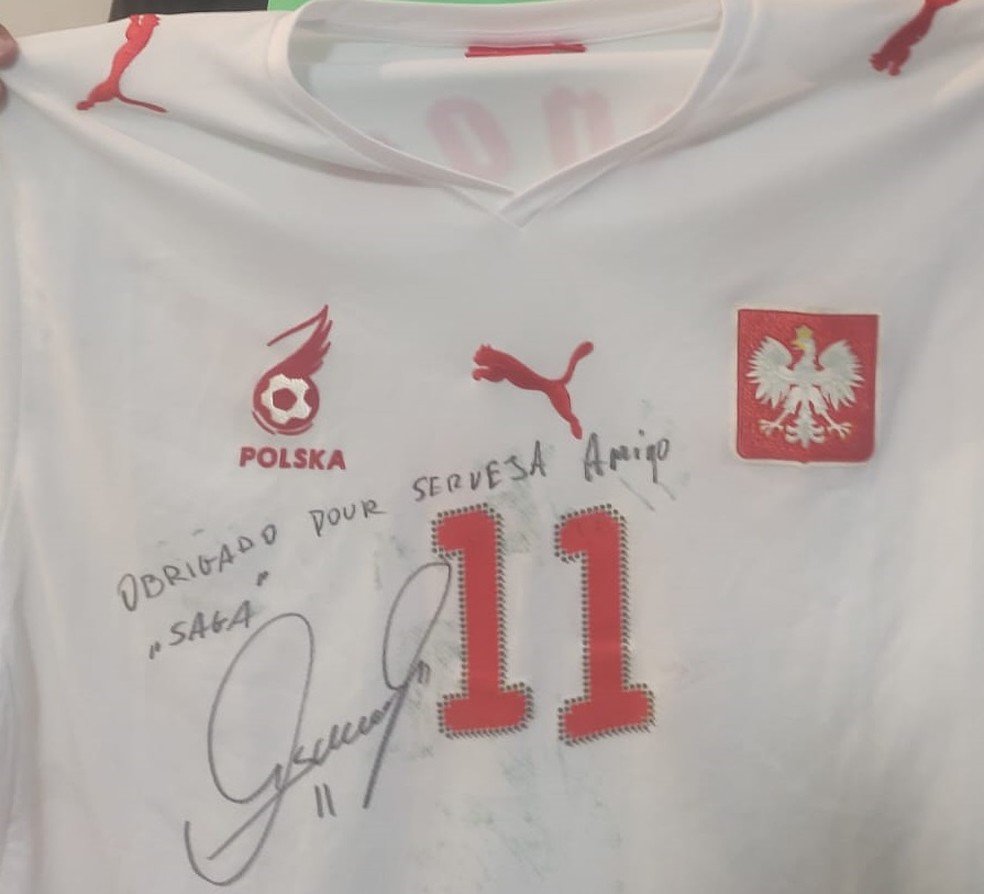 POLSKA
OBRIGADO POUR SERVESA Amigo
„SAGA"
11
11